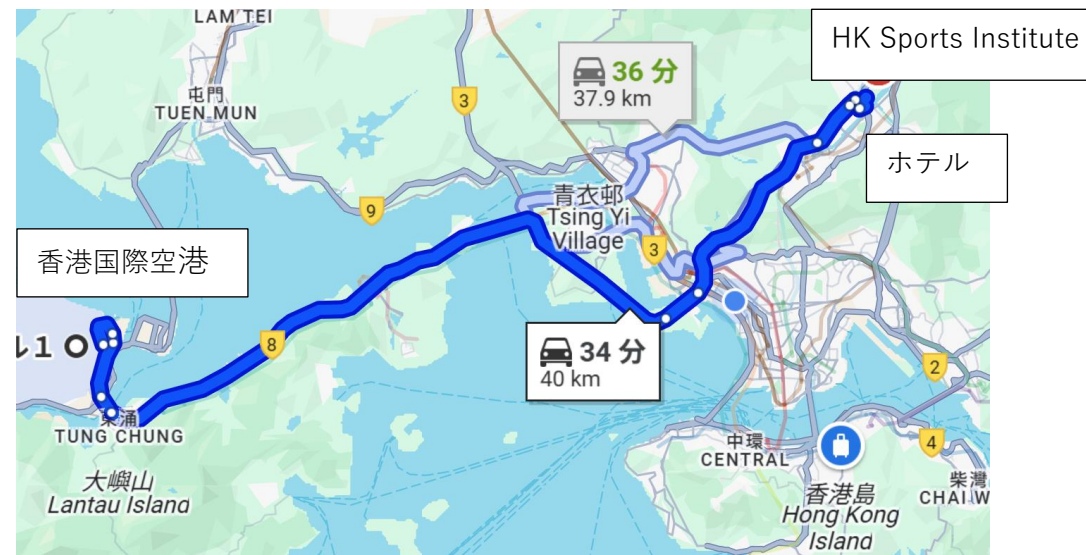 LAM TEI
HK Sports Institute
36 分
37.9 km
3
屯門
TUEN MUN
ホテル
9
青衣邨
Tsing Yi
Village
3
香港国際空港
ル1
34 分
40 km
8
2
東涌
TUNG CHUNG
中環
CENTRAL
4
大嶼山
Lantau Island
香港島
Hong Kong
Island
柴灣
CHAI W